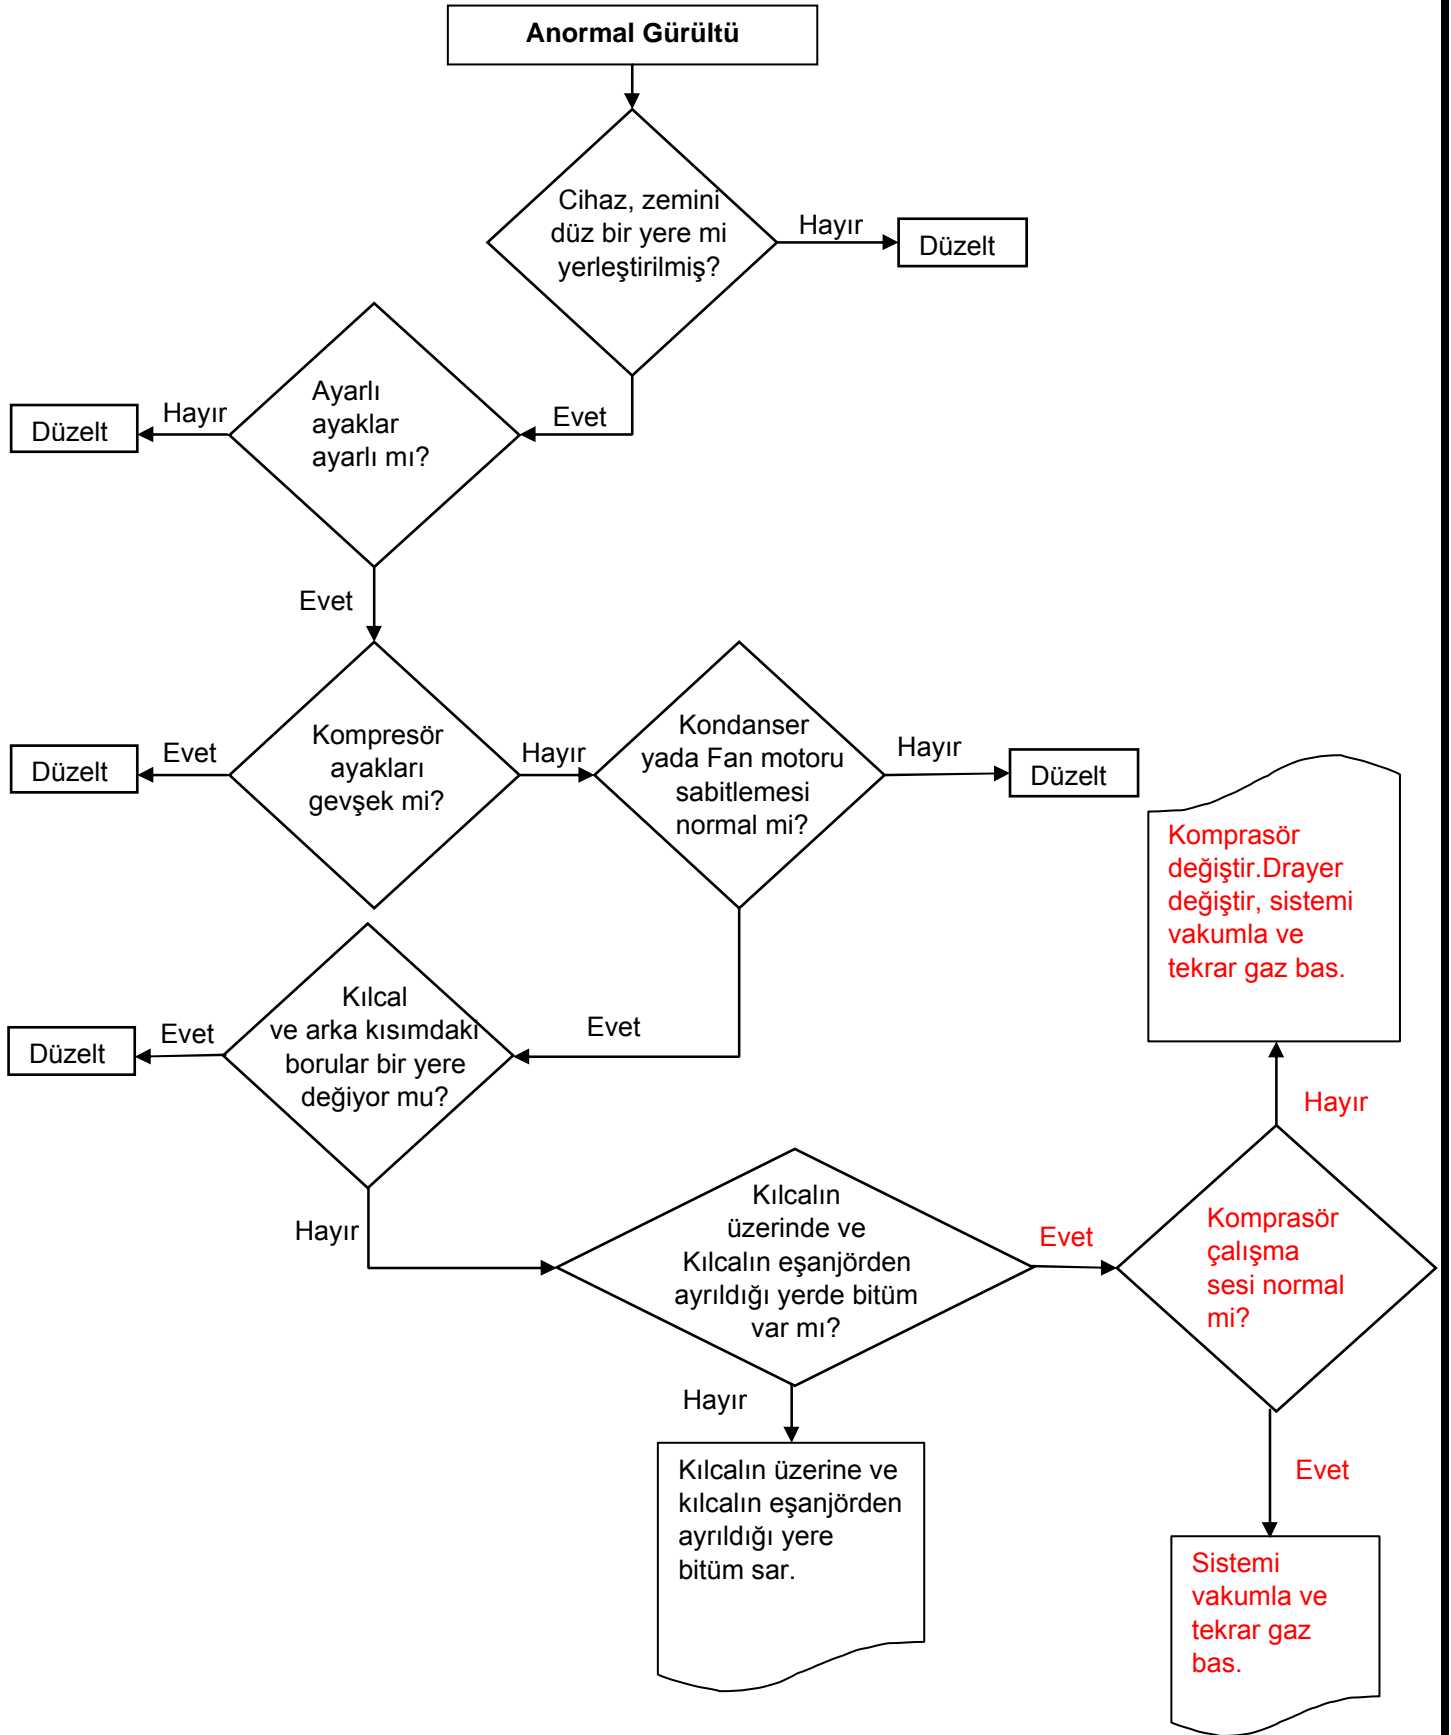 Anormal Gürültü
Cihaz, zemini
düz bir yere mi
yerleştirilmiş?
Hayır
Düzelt
Ayarlı
ayaklar
ayarlı mı?
Hayır
Düzelt
Evet
Evet
Kompresör
ayakları
gevşek mi?
Evet
Düzelt
Hayır
Kondanser
yada Fan motoru
sabitlemesi
normal mi?
Hayır
Düzelt
Komprasör
değiştir.Drayer
değiştir, sistemi
vakumla ve
tekrar gaz bas.
Kılcal
ve arka kısımdaki
borular bir yere
değiyor mu?
Evet
Düzelt
Evet
Hayır
Hayır
Kılcalın
üzerinde ve
Kılcalın eşanjörden
ayrıldığı yerde bitüm
var mı?
Evet
Komprasör
çalışma
sesi normal
mi?
Hayır
Kılcalın üzerine ve
kılcalın eşanjörden
ayrıldığı yere
bitüm sar.
Evet
Sistemi
vakumla ve
tekrar gaz
bas.